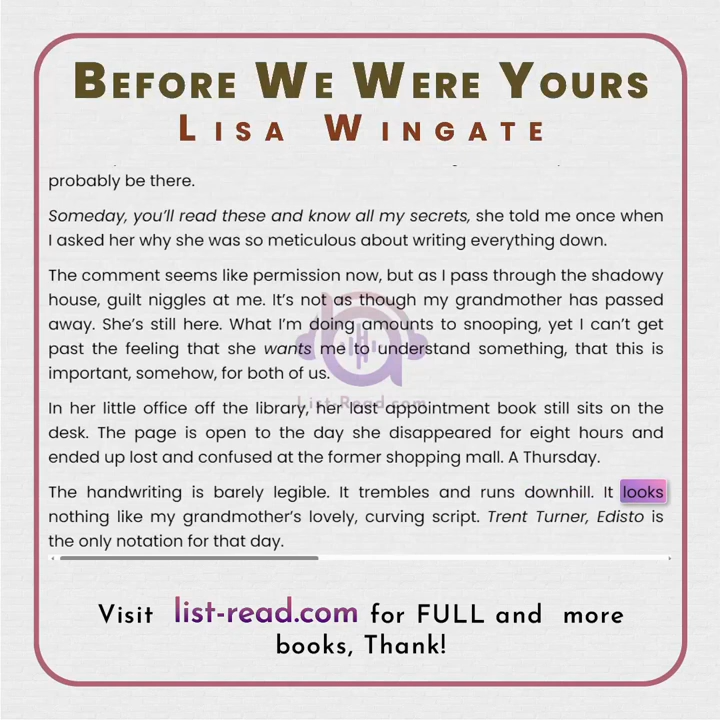 BEFORE WE WERE YOURS
LISA WINGATE
probably be there.
Someday, you'll read these and know all my secrets, she told me once when
I asked her why she was so meticulous about writing everything down.
The comment seems like permission now, but as I pass through the shadowy
house, guilt niggles at me. It's not as though my grandmother has passed
away. She's still here. What I'm doing amounts to snooping, yet I can't get
past the feeling that she wants me to understand something, that this is
important, somehow, for both of us.
List-Read.com
In her little office off the library, her last appointment book still sits on the
desk. The page is open to the day she disappeared for eight hours and
ended up lost and confused at the former shopping mall. A Thursday.
The handwriting is barely legible. It trembles and runs downhill. It looks
nothing like my grandmother's lovely, curving script. Trent Turner, Edisto is
the only notation for that day.
Visit list-read.com for FULL and more
books, Thank!